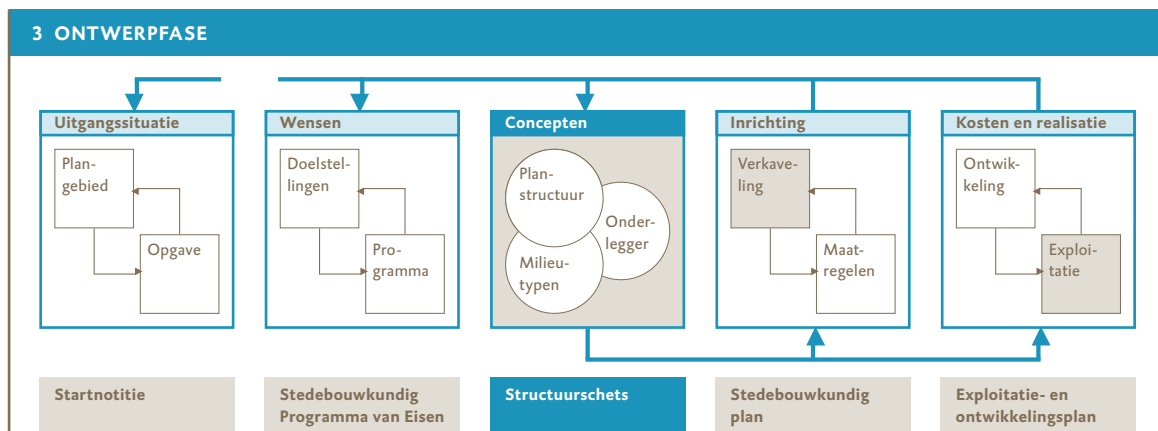 3 ONTWERPFASE
Uitgangssituatie
Plan-
gebied
Opgave
Wensen
Doelstel-
lingen
Pro-
gramma
Concepten
Plan-
structuur
Onder-
legger
Milieu-
typen
Inrichting
Verkave-
ling
Maat-
regelen
Kosten en realisatie
Ontwik-
keling
Exploi-
tatie
Startnotitie
Stedebouwkundig
Programma van Eisen
Structuurschets
Stedebouwkundig
plan
Exploitatie- en
ontwikkelingsplan